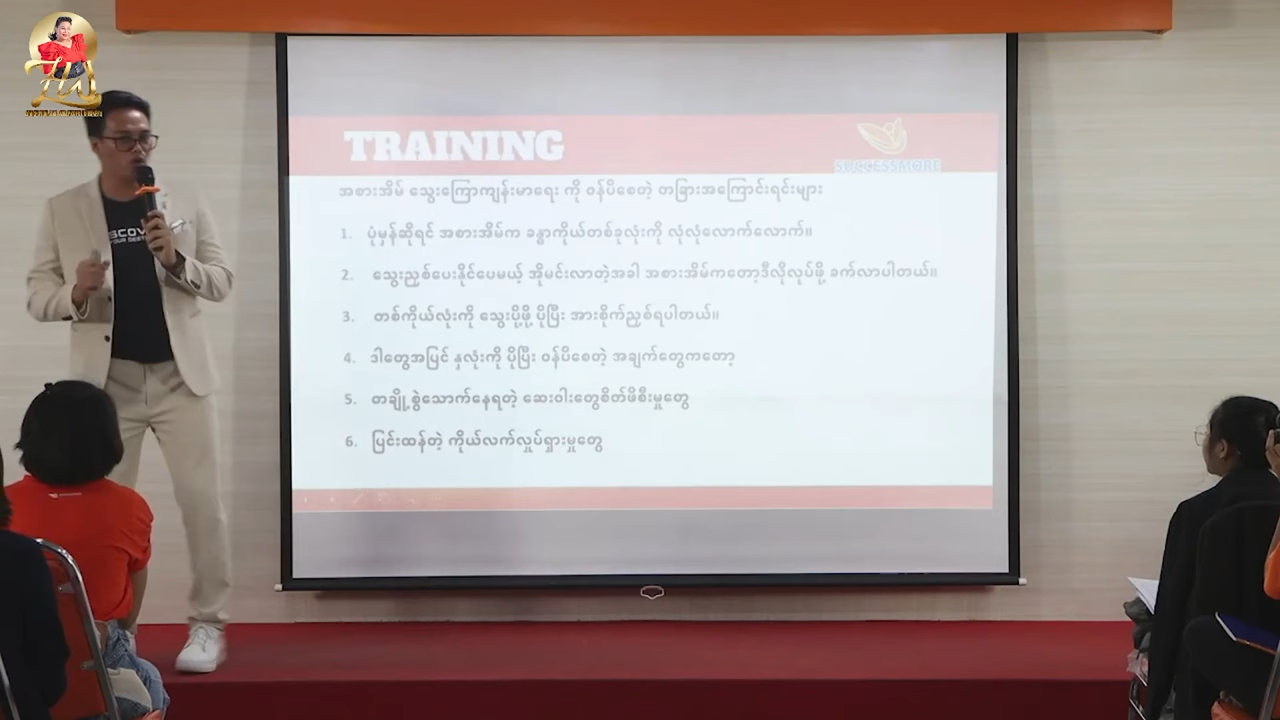 TRAINING
SUCCESSMORE
အစားအိမ် သွေးကြောကျန်းမာရေး ကို ဝန်ပိစေတဲ့ တခြားအကြောင်းရင်းများ
1. ပုံမှန်ဆိုရင် အစားအိမ်က ခန္ဓာကိုယ်တစ်ခုလုံးကို လုံလုံလောက်လောက်။
2. သွေးညှစ်ပေးနိုင်ပေမယ့် အိုမင်းလာတဲ့အခါ အစားအိမ်ကတော့ဒီလိုလုပ်ဖို့ ခက်လာပါတယ်။
3. တစ်ကိုယ်လုံးကို သွေးပို့ဖို့ ပိုပြီး အားစိုက်ညှစ်ရပါတယ်။
4. ဒါတွေအပြင် နှလုံးကို ပိုပြီး ဝန်ပိစေတဲ့ အချက်တွေကတော့
5. တချို့စွဲသောက်နေရတဲ့ ဆေးဝါးတွေစိတ်ဖိစီးမှုတွေ
6. ပြင်းထန်တဲ့ ကိုယ်လက်လှုပ်ရှားမှုတွေ